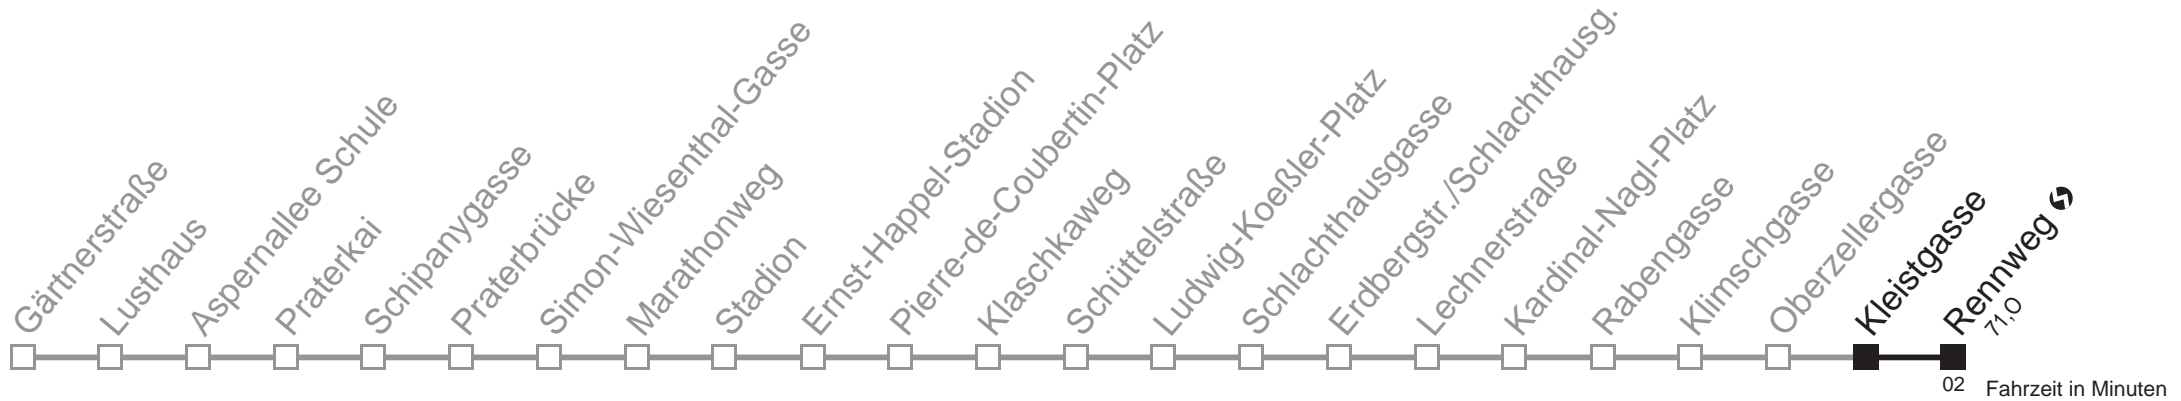 Gärtnerstraße
Lusthaus
Aspernallee Schule
Praterkai
Schipanygasse
Praterbrücke
Simon-Wiesenthal-Gasse
Marathonweg
Stadion
Ernst-Happel-Stadion
Pierre-de-Coubertin-Platz
Klaschkaweg
Schüttelstraße
Ludwig-Koeßler-Platz
Schlachthausgasse
Erdbergstr./Schlachthausg.
Lechnerstraße
Kardinal-Nagl-Platz
Rabengasse
Klimschgasse
Oberzellergasse
Kleistgasse
Rennweg
71,O
02
Fahrzeit in Minuten